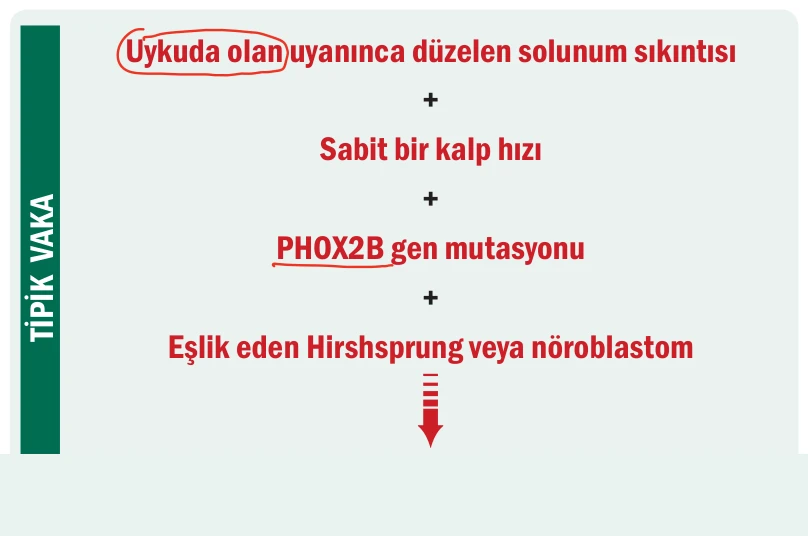 TİPİK VAKA
Uykuda olan uyanınca düzelen solunum sıkıntısı
+
Sabit bir kalp hızı
+
PHOX2B gen mutasyonu
+
Eşlik eden Hirshsprung veya nöroblastom